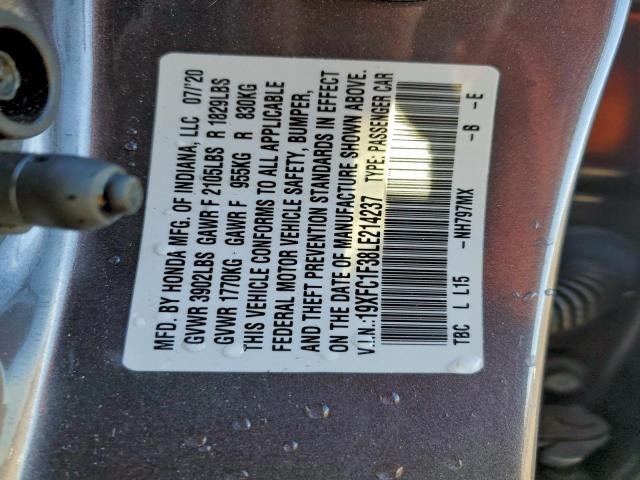 MFD. BY HONDA MFG. OF INDIANA, LLC 07/'20
GVWR 3902LBS GAWR F 2105LBS R 1829LBS
GVWR 1770KG · GAWR F 955KG R 830KG
THIS VEHICLE CONFORMS TO ALL APPLICABLE
FEDERAL MOTOR VEHICLE SAFETY, BUMPER,
AND THEFT PREVENTION STANDARDS IN EFFECT
ON THE DATE OF MANUFACTURE SHOWN ABOVE.
V.I.N.:19XFC1F38LE214237 TYPE: PASSENGER CAR
TBC L L15 -NH797MX -B -E